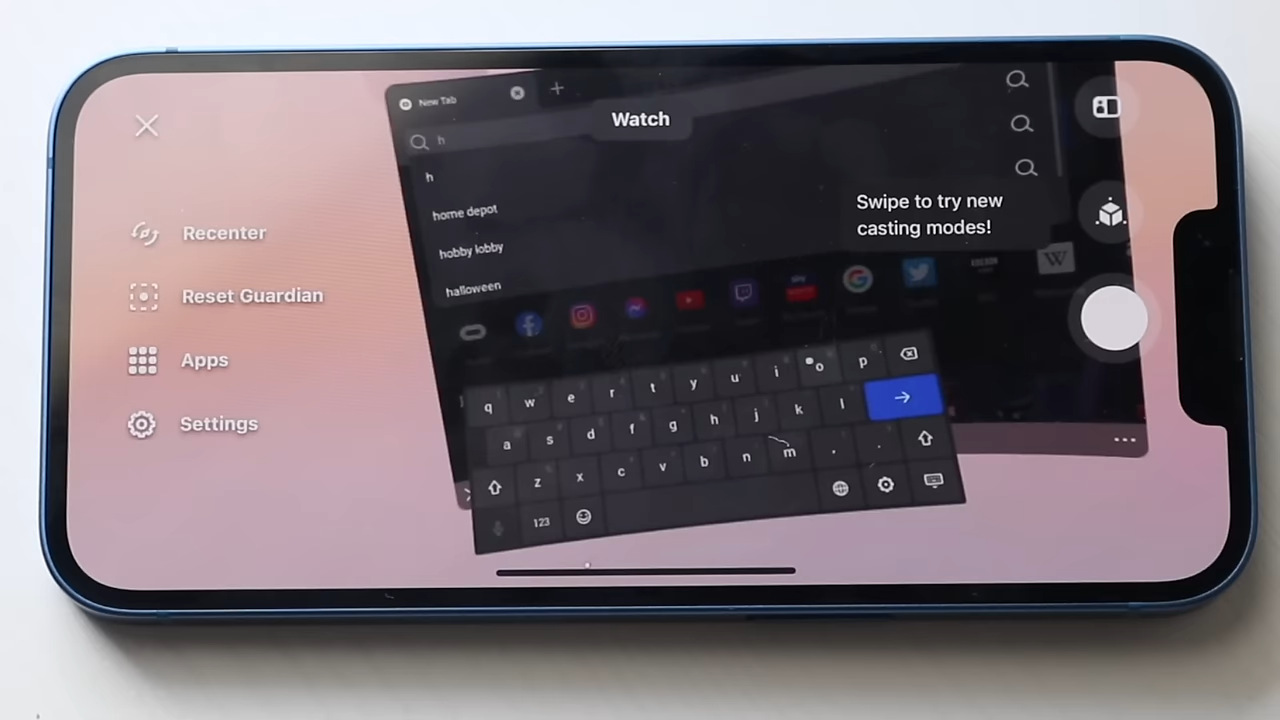 New Tab
Watch
h
h
home depot
hobby lobby
halloween
Swipe to try new
casting modes!
Recenter
Reset Guardian
Apps
Settings
sky
G
W
q w e r t y u i o p
a s d f g h j k l
z x c v b n m , .
123